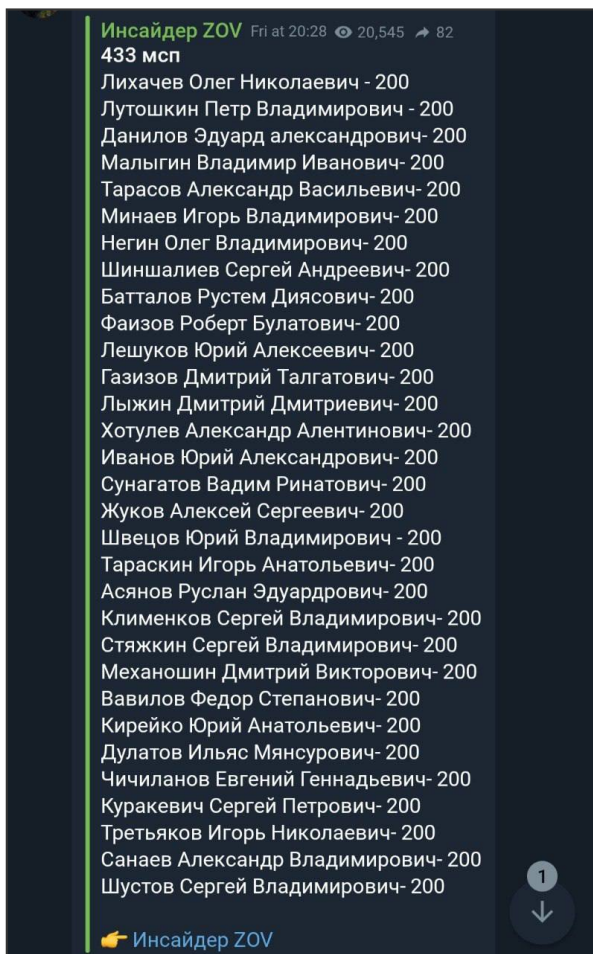 Инсайдер ZOV Fri at 20:28 20,545 82
433 мсп
Лихачев Олег Николаевич - 200
Лутошкин Петр Владимирович - 200
Данилов Эдуард александрович- 200
Малыгин Владимир Иванович- 200
Тарасов Александр Васильевич- 200
Минаев Игорь Владимирович- 200
Негин Олег Владимирович- 200
Шиншалиев Сергей Андреевич- 200
Батталов Рустем Диясович- 200
Фаизов Роберт Булатович- 200
Лешуков Юрий Алексеевич- 200
Газизов Дмитрий Талгатович- 200
Лыжин Дмитрий Дмитриевич- 200
Хотулев Александр Алентинович- 200
Иванов Юрий Александрович- 200
Сунагатов Вадим Ринатович- 200
Жуков Алексей Сергеевич- 200
Швецов Юрий Владимирович - 200
Тараскин Игорь Анатольевич- 200
Асянов Руслан Эдуардрович- 200
Клименков Сергей Владимирович- 200
Стяжкин Сергей Владимирович- 200
Механошин Дмитрий Викторович- 200
Вавилов Федор Степанович- 200
Кирейко Юрий Анатольевич- 200
Дулатов Ильяс Мянсурович- 200
Чичиланов Евгений Геннадьевич- 200
Куракевич Сергей Петрович- 200
Третьяков Игорь Николаевич- 200
Санаев Александр Владимирович- 200
Шустов Сергей Владимирович- 200
1
👉 Инсайдер ZOV